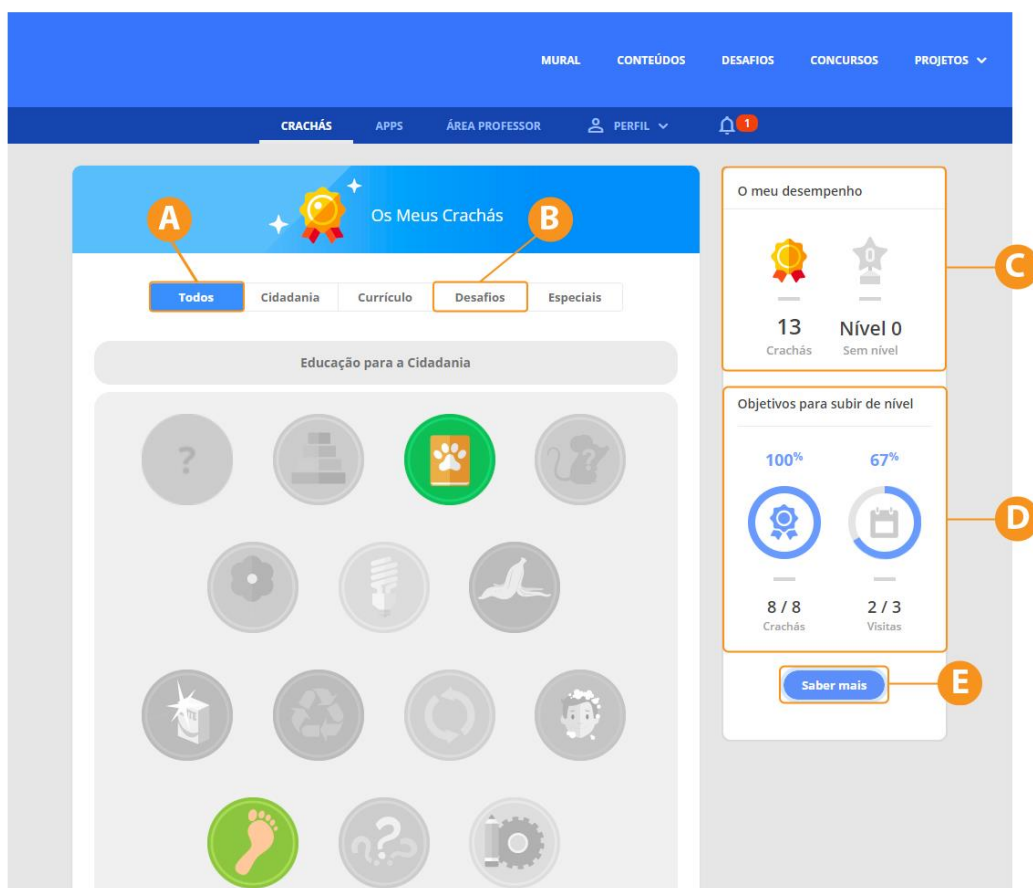 MURAL CONTEÚDOS DESAFIOS CONCURSOS PROJETOS
CRACHÁS APPS ÁREA PROFESSOR PERFIL 1
A
Os Meus Crachás
B
Todos Cidadania Currículo Desafios Especiais
Educação para a Cidadania
?
?
?
O meu desempenho
0
C
13 Nível 0
Crachás Sem nível
Objetivos para subir de nível
100% 67%
D
8 / 8 2 / 3
Crachás Visitas
Saber mais
E